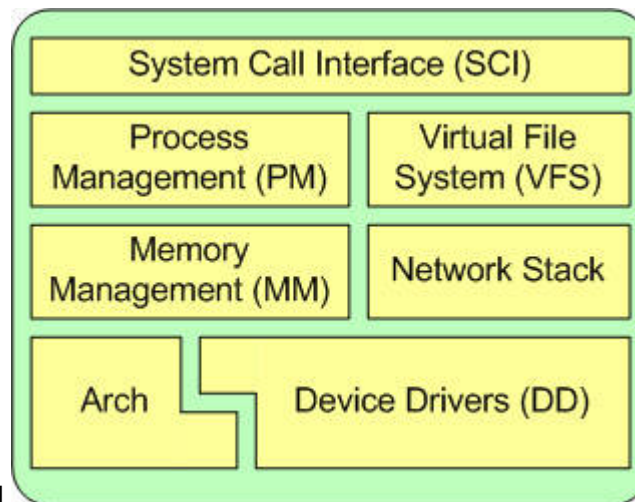 System Call Interface (SCI)
Process
Management (PM)
Virtual File
System (VFS)
Memory
Management (MM)
Network Stack
Arch
Device Drivers (DD)